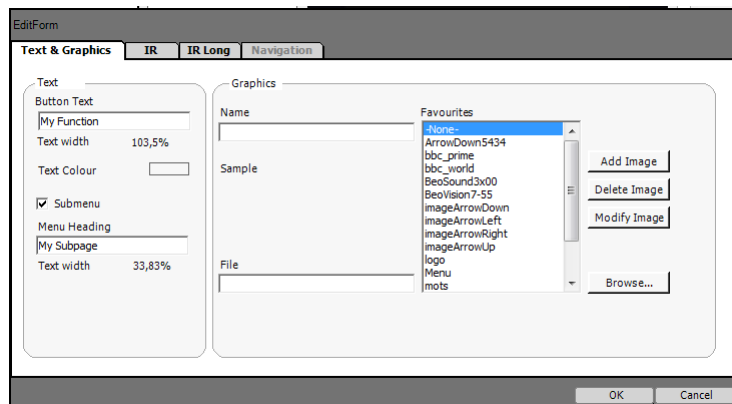 EditForm
Text & Graphics
IR
IR Long
Navigation
Text
Button Text
My Function
Text width 103,5%
Text Colour
Submenu
Menu Heading
My Subpage
Text width 33,83%
Graphics
Name
Sample
File
Favourites
-None-
ArrowDown5434
bbc_prime
bbc_world
BeoSound3x00
BeoVision7-55
imageArrowDown
imageArrowLeft
imageArrowRight
imageArrowUp
logo
Menu
mots
Add Image
Delete Image
Modify Image
Browse...
OK
Cancel